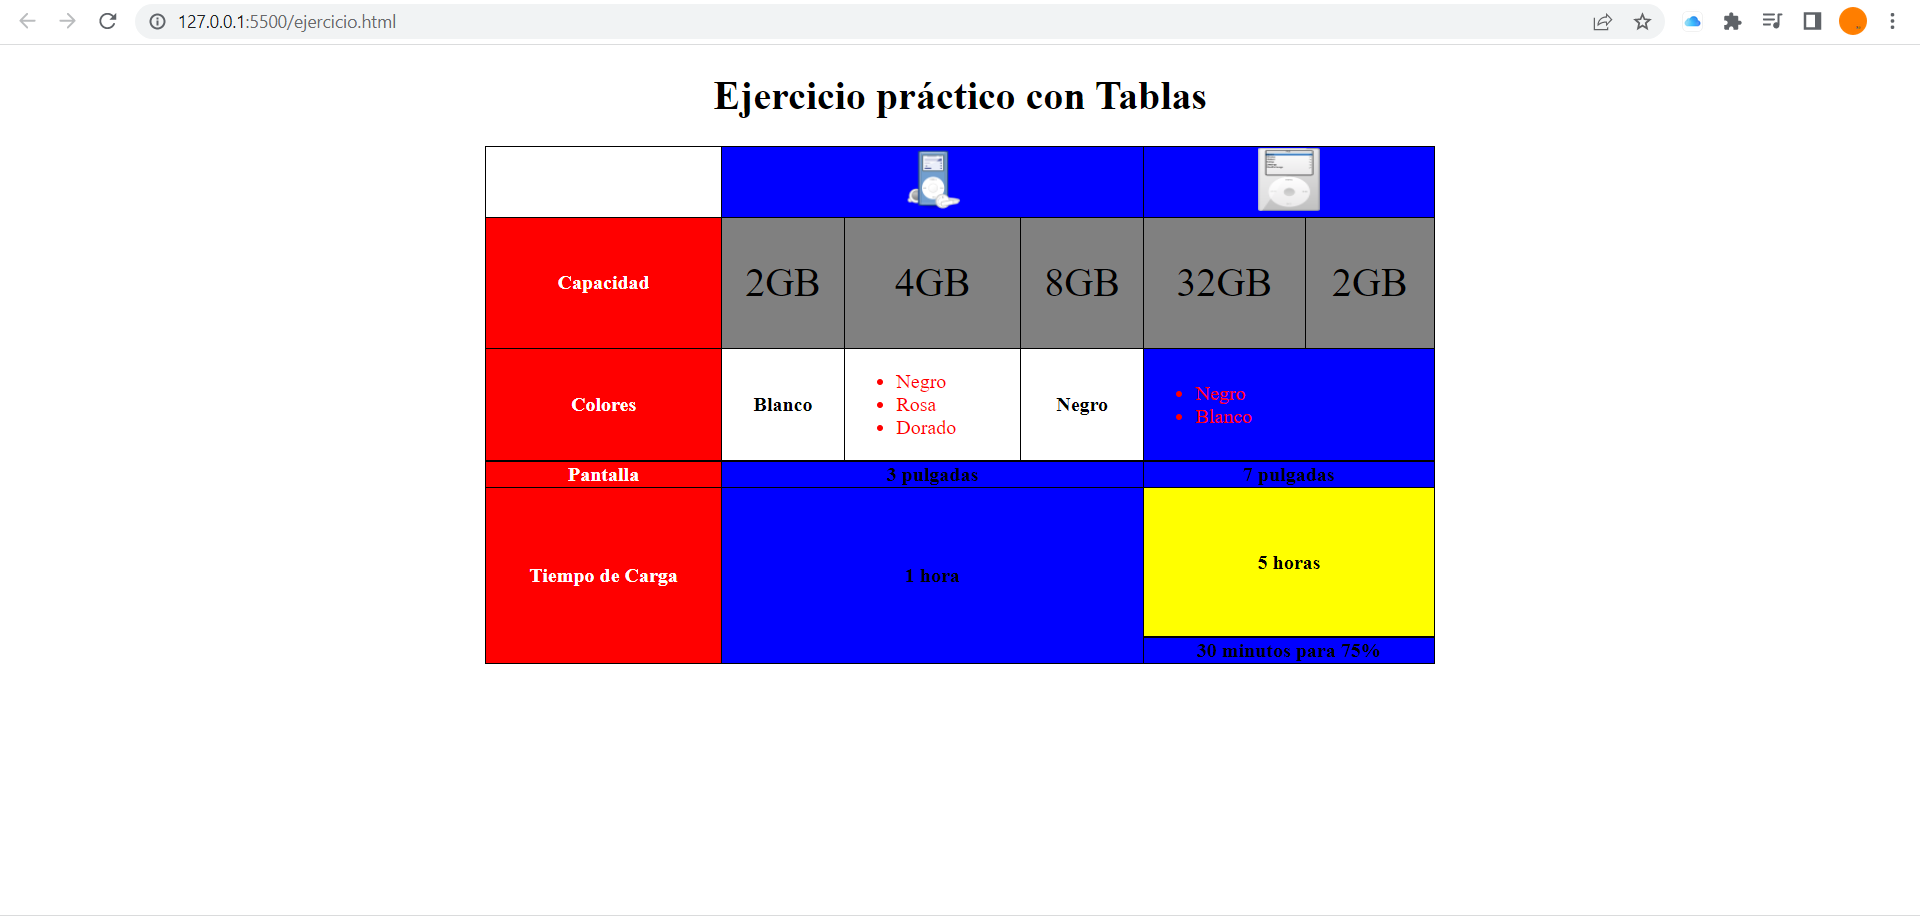 127.0.0.1:5500/ejercicio.html
Ejercicio práctico con Tablas
Capacidad 2GB 4GB 8GB 32GB 2GB
Colores Blanco
Negro
Rosa
Dorado
Negro
Negro
Blanco
Pantalla 3 pulgadas 7 pulgadas
Tiempo de Carga 1 hora 5 horas
30 minutos para 75%